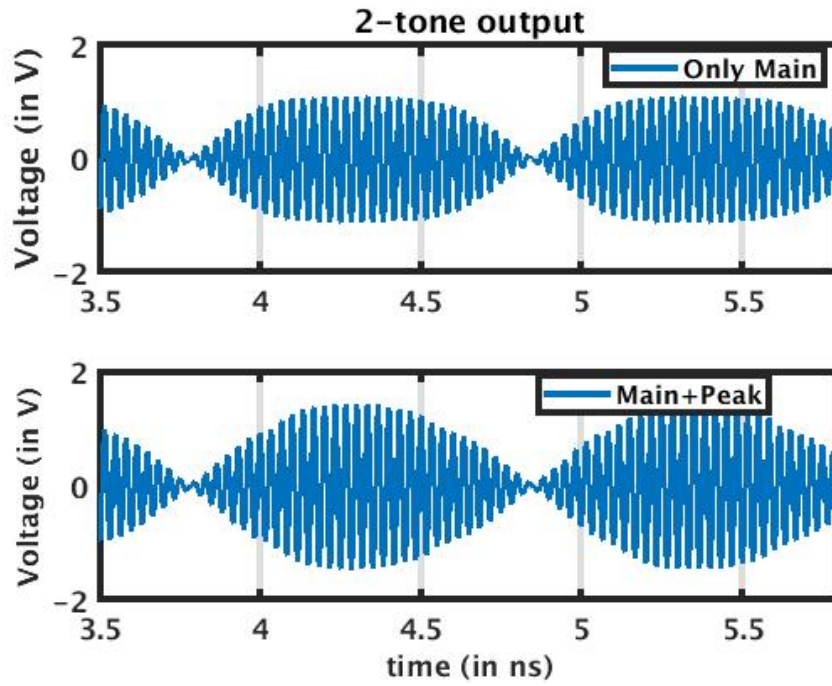 2-tone output
Voltage (in V)
2
0
-2
Only Main
3.5 4 4.5 5 5.5
Voltage (in V)
2
0
-2
Main+Peak
3.5 4 4.5 5 5.5
time (in ns)